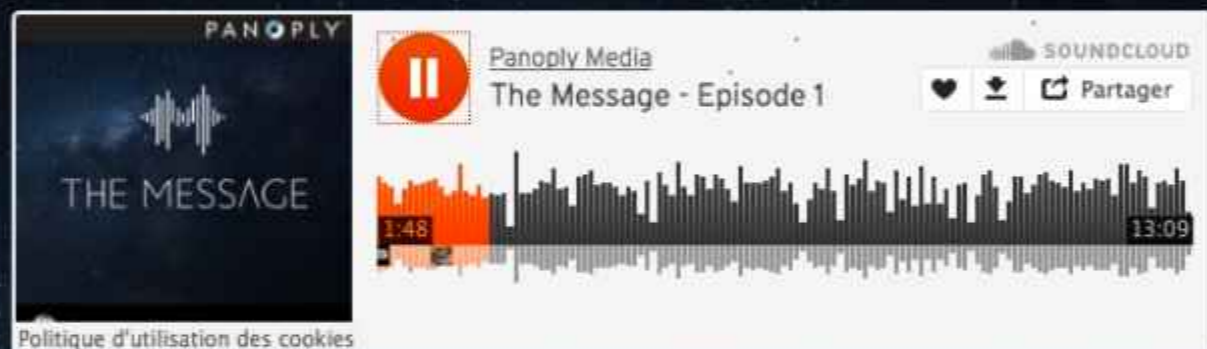 PANOPLY
THE MESSAGE
Politique d'utilisation des cookies
Panoply Media
The Message - Episode 1
SOUNDCLOUD
Partager
1:48
13:09